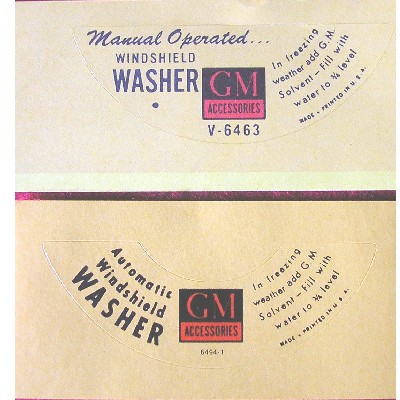 Manual Operated...
WINDSHIELD
WASHER
GM
ACCESSORIES
V-6463
In freezing
weather add G.M.
Solvent - Fill with
water to ¾ level
MADE - PRINTED IN U.S.A.
Automatic
Windshield
WASHER
GM
ACCESSORIES
6494-1
In freezing
weather add G.M.
Solvent - Fill with
water to ¾ level
MADE - PRINTED IN U.S.A.